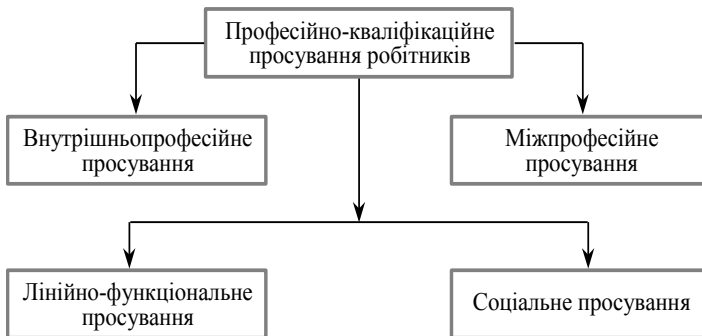 Професійно-кваліфікаційне
просування робітників
Внутрішньопрофесійне
просування
Міжпрофесійне
просування
Лінійно-функціональне
просування
Соціальне просування